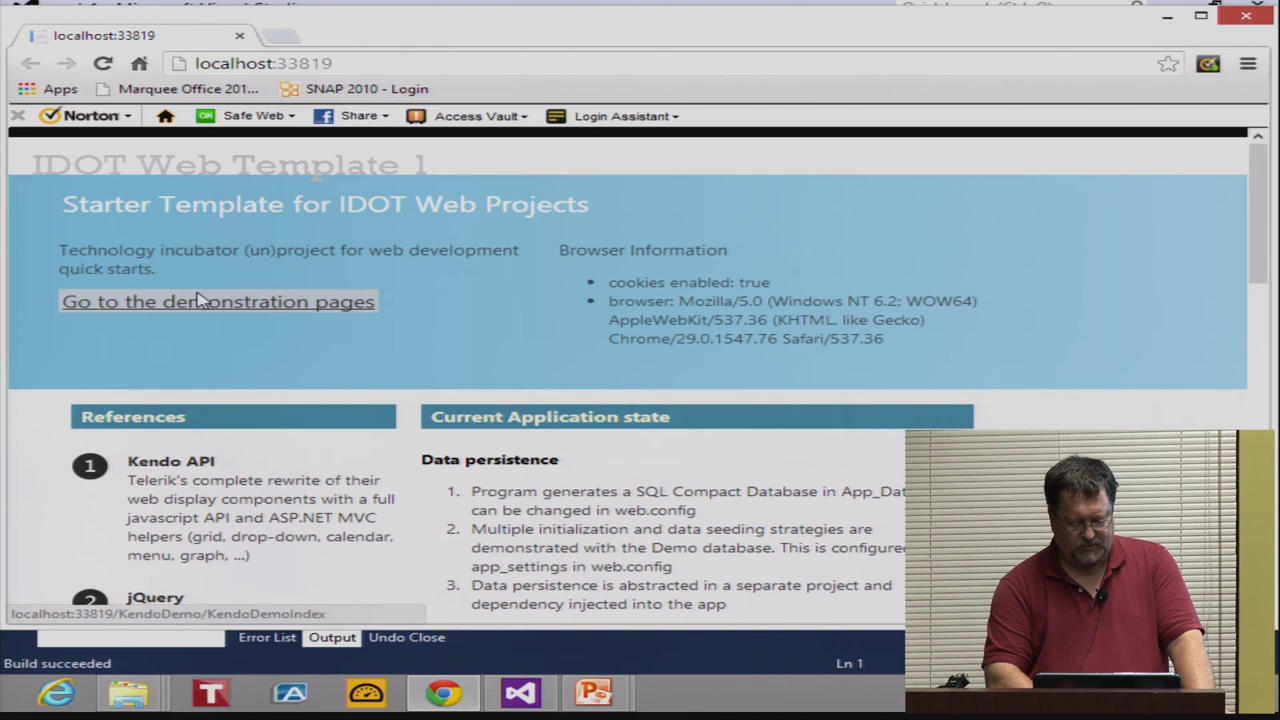 localhost:33819
localhost:33819
Apps Marquee Office 201... SNAP 2010 - Login
Norton OK Safe Web Share Access Vault Login Assistant
IDOT Web Template 1
Starter Template for IDOT Web Projects
Technology incubator (un)project for web development
quick starts.
Go to the demonstration pages
Browser Information
cookies enabled: true
browser: Mozilla/5.0 (Windows NT 6.2; WOW64)
AppleWebKit/537.36 (KHTML, like Gecko)
Chrome/29.0.1547.76 Safari/537.36
References
1 Kendo API
Telerik's complete rewrite of their
web display components with a full
javascript API and ASP.NET MVC
helpers (grid, drop-down, calendar,
menu, graph, ...)
2 jQuery
Current Application state
Data persistence
1. Program generates a SQL Compact Database in App_Dat
can be changed in web.config
2. Multiple initialization and data seeding strategies are
demonstrated with the Demo database. This is configured
app_settings in web.config
3. Data persistence is abstracted in a separate project and
dependency injected into the app
localhost:33819/KendoDemo/KendoDemoIndex
Error List Output Undo Close
Build succeeded
Ln 1